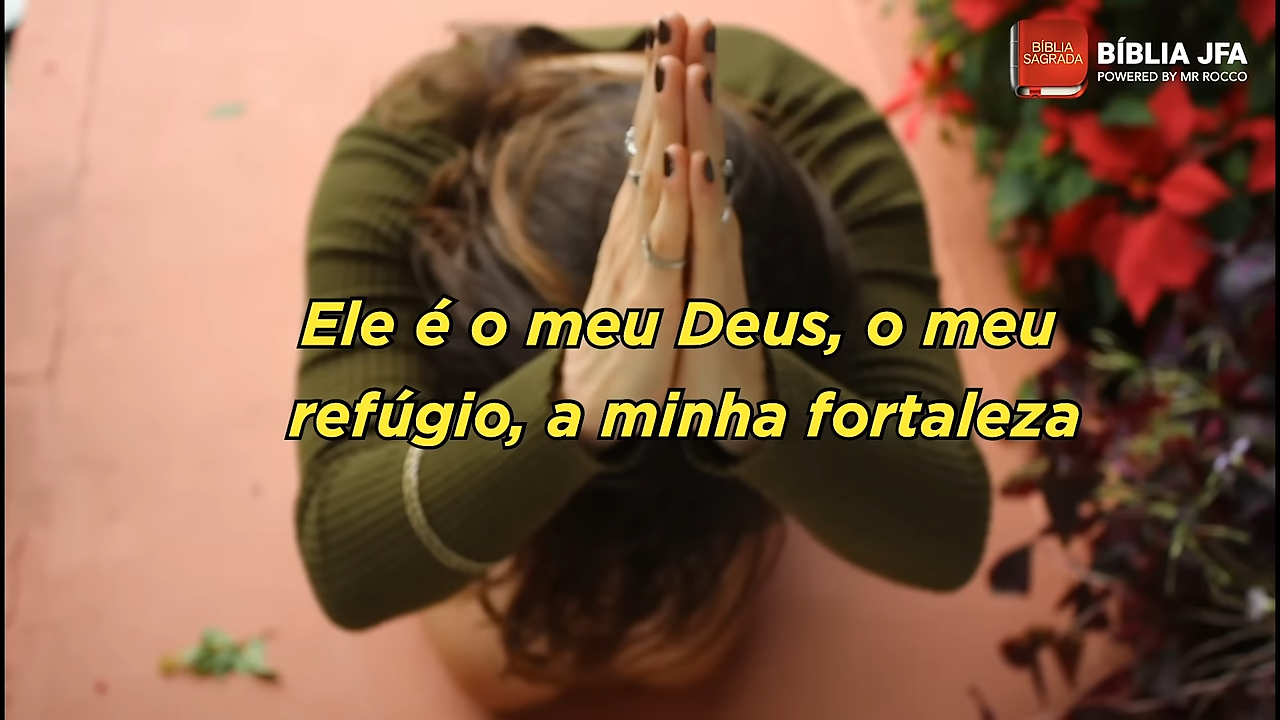 BÍBLIA
SAGRADA
BÍBLIA JFA
POWERED BY MR ROCCO
Ele é o meu Deus, o meu
refúgio, a minha fortaleza